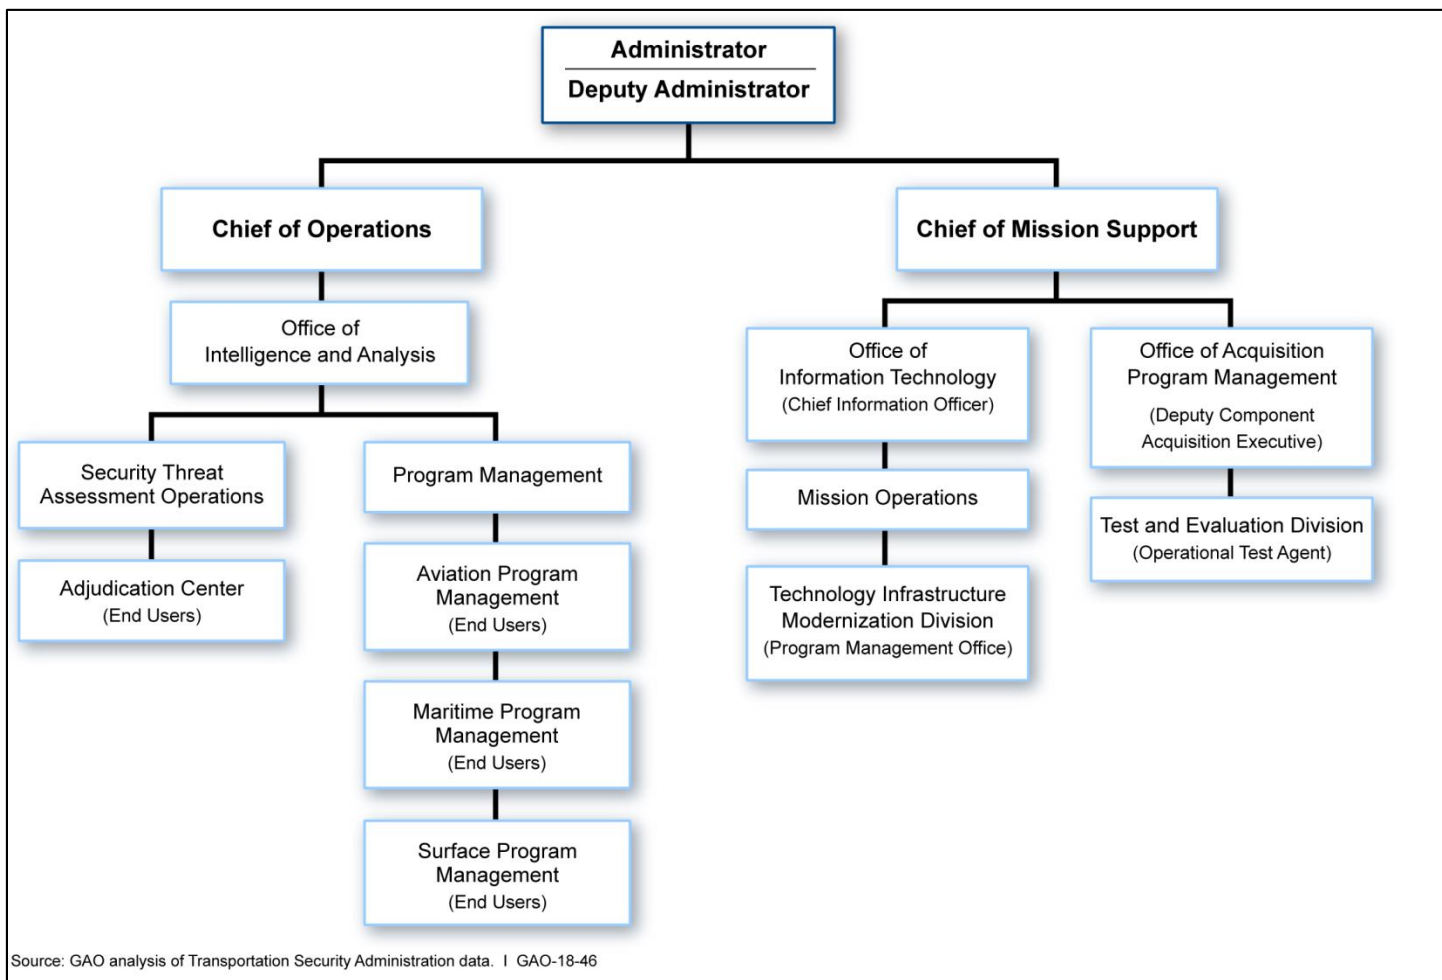 Administrator
Deputy Administrator
Chief of Operations
Chief of Mission Support
Office of
Intelligence and Analysis
Office of
Information Technology
(Chief Information Officer)
Office of Acquisition
Program Management
(Deputy Component
Acquisition Executive)
Security Threat
Assessment Operations
Program Management
Mission Operations
Test and Evaluation Division
(Operational Test Agent)
Adjudication Center
(End Users)
Aviation Program
Management
(End Users)
Technology Infrastructure
Modernization Division
(Program Management Office)
Maritime Program
Management
(End Users)
Surface Program
Management
(End Users)
Source: GAO analysis of Transportation Security Administration data. I GAO-18-46